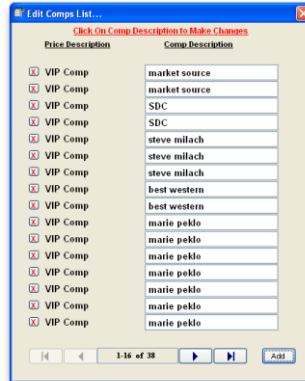 Edit Comps List...
Click On Comp Description to Make Changes
Price Description Comp Description
X VIP Comp market source
X VIP Comp market source
X VIP Comp SDC
X VIP Comp SDC
X VIP Comp steve milach
X VIP Comp steve milach
X VIP Comp steve milach
X VIP Comp best western
X VIP Comp best western
X VIP Comp marie peklo
X VIP Comp marie peklo
X VIP Comp marie peklo
X VIP Comp marie peklo
X VIP Comp marie peklo
X VIP Comp marie peklo
X VIP Comp marie peklo
1-16 of 38 Add